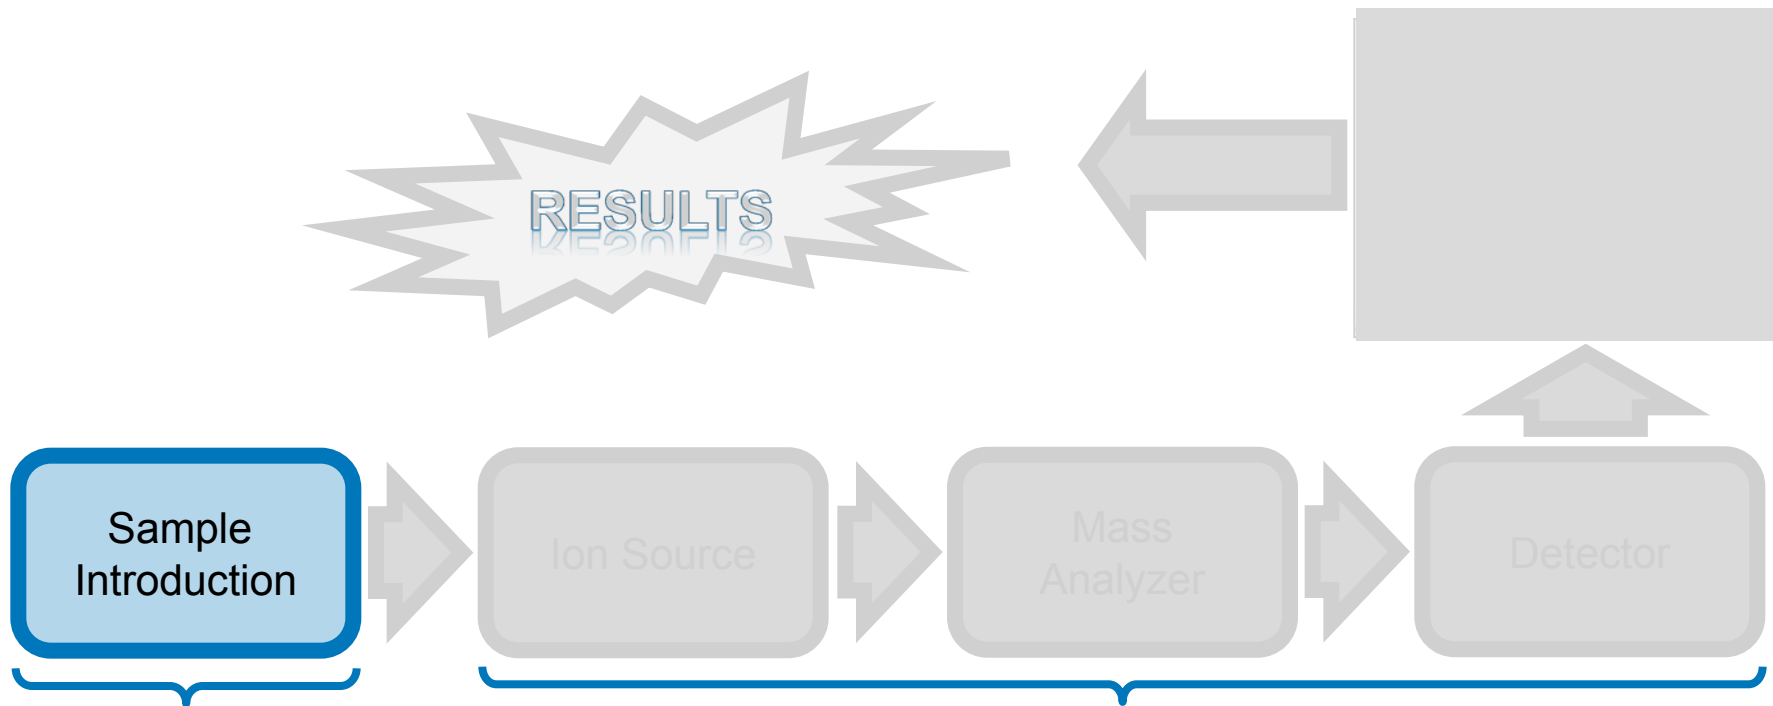 RESULTS
Sample
Introduction
Ion Source
Mass
Analyzer
Detector